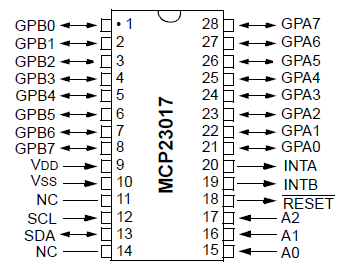 GPB0 1 28 GPA7
GPB1 2 27 GPA6
GPB2 3 26 GPA5
GPB3 4 25 GPA4
GPB4 5 24 GPA3
GPB5 6 23 GPA2
GPB6 7 22 GPA1
GPB7 8 21 GPA0
VDD 9 20 INTA
VSS 10 19 INTB
NC 11 18 RESET
SCL 12 17 A2
SDA 13 16 A1
NC 14 15 A0
MCP23017